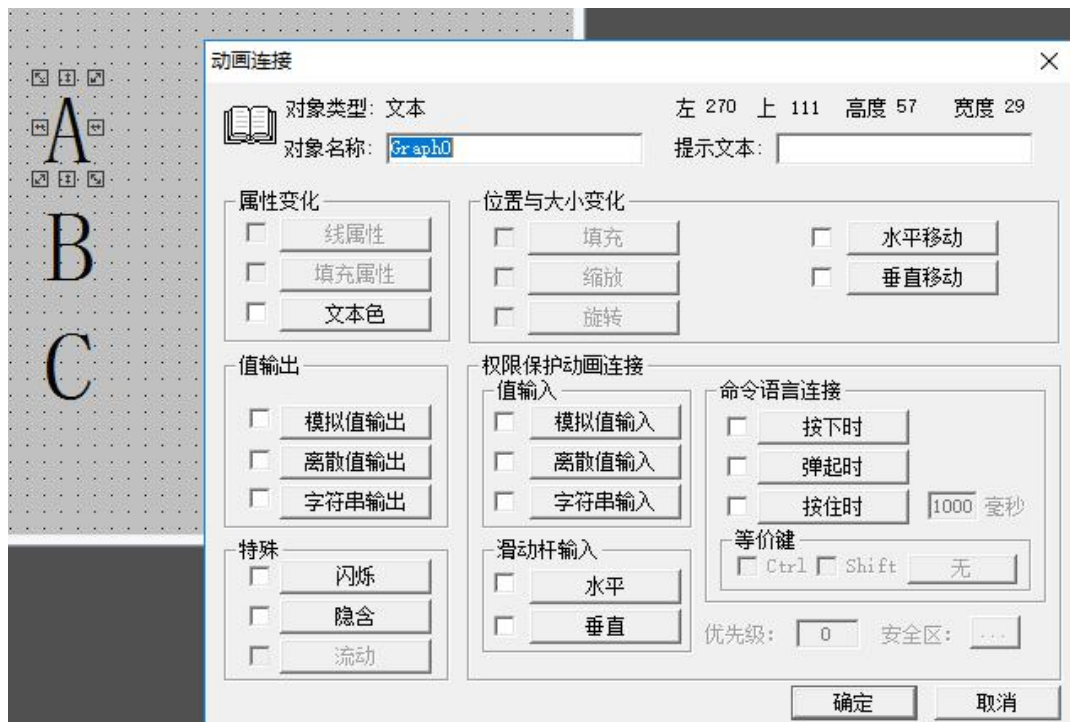 动画连接
对象类型: 文本 左 270 上 111 高度 57 宽度 29
对象名称: Graph0 提示文本:
A
B
C
属性变化
线属性
填充属性
文本色
位置与大小变化
填充 水平移动
缩放 垂直移动
旋转
值输出
模拟值输出
离散值输出
字符串输出
权限保护动画连接
值输入
模拟值输入
离散值输入
字符串输入
命令语言连接
按下时
弹起时
按住时 1000 毫秒
等价键
Ctrl Shift 无
特殊
闪烁
隐含
流动
滑动杆输入
水平
垂直
优先级: 0 安全区: ...
确定 取消